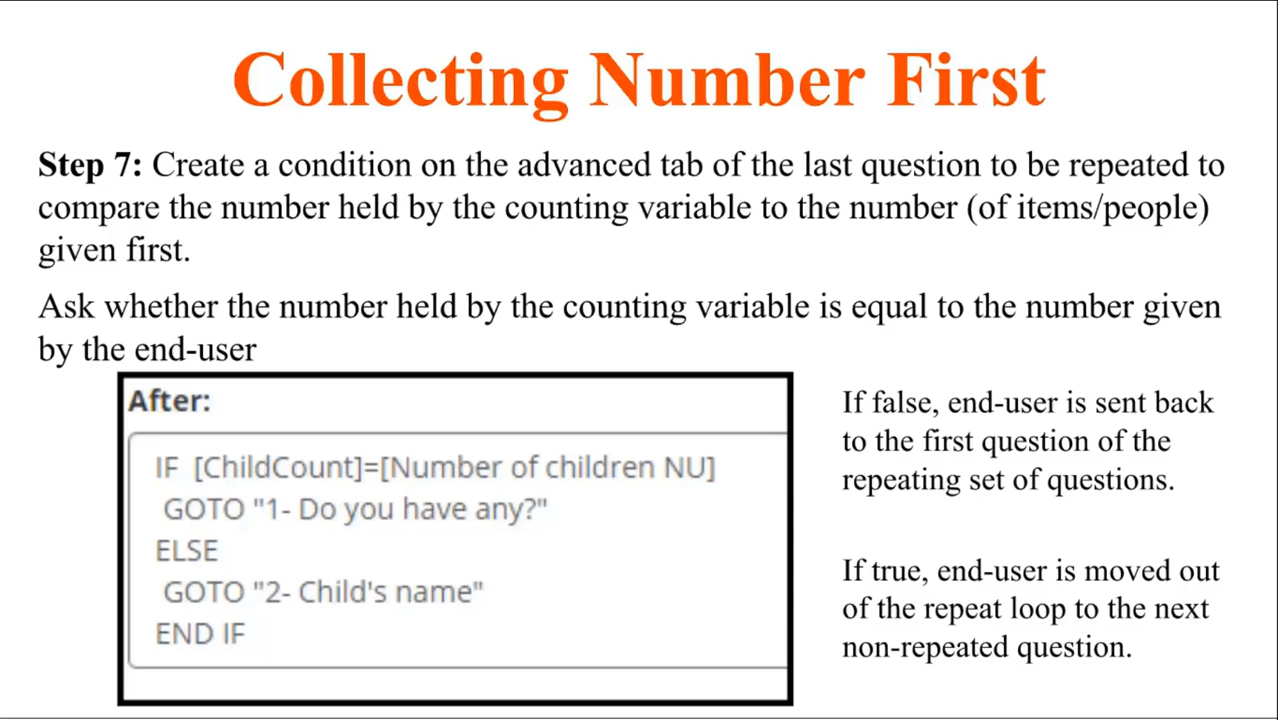 Collecting Number First
Step 7: Create a condition on the advanced tab of the last question to be repeated to
compare the number held by the counting variable to the number (of items/people)
given first.
Ask whether the number held by the counting variable is equal to the number given
by the end-user
After:
IF [ChildCount]=[Number of children NU]
GOTO "1- Do you have any?"
ELSE
GOTO "2- Child's name"
END IF
If false, end-user is sent back
to the first question of the
repeating set of questions.
If true, end-user is moved out
of the repeat loop to the next
non-repeated question.